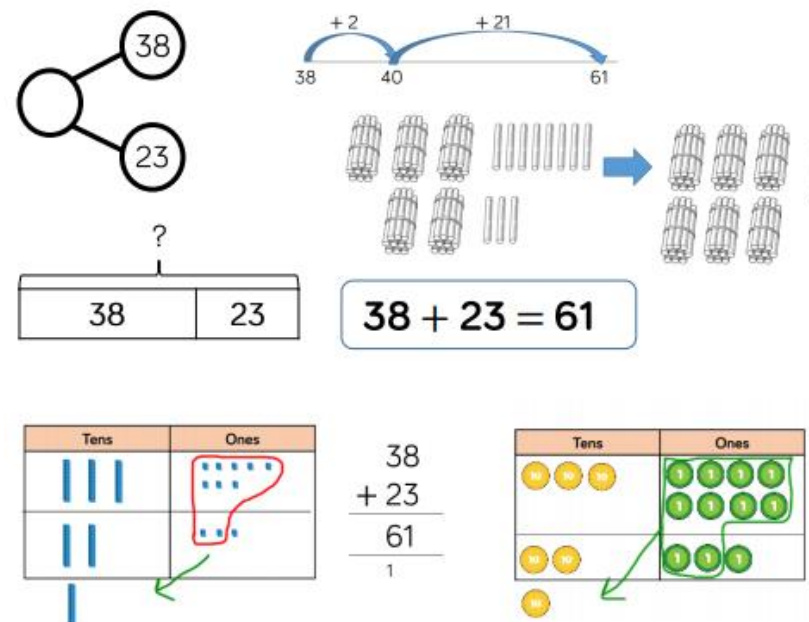 38
23
+ 2
+ 21
38 40 61
?
38 23
38 + 23 = 61
Tens Ones
38
+ 23
61
1
Tens Ones
10 10 10
1 1 1 1
1 1 1 1
10 10
1 1 1
10